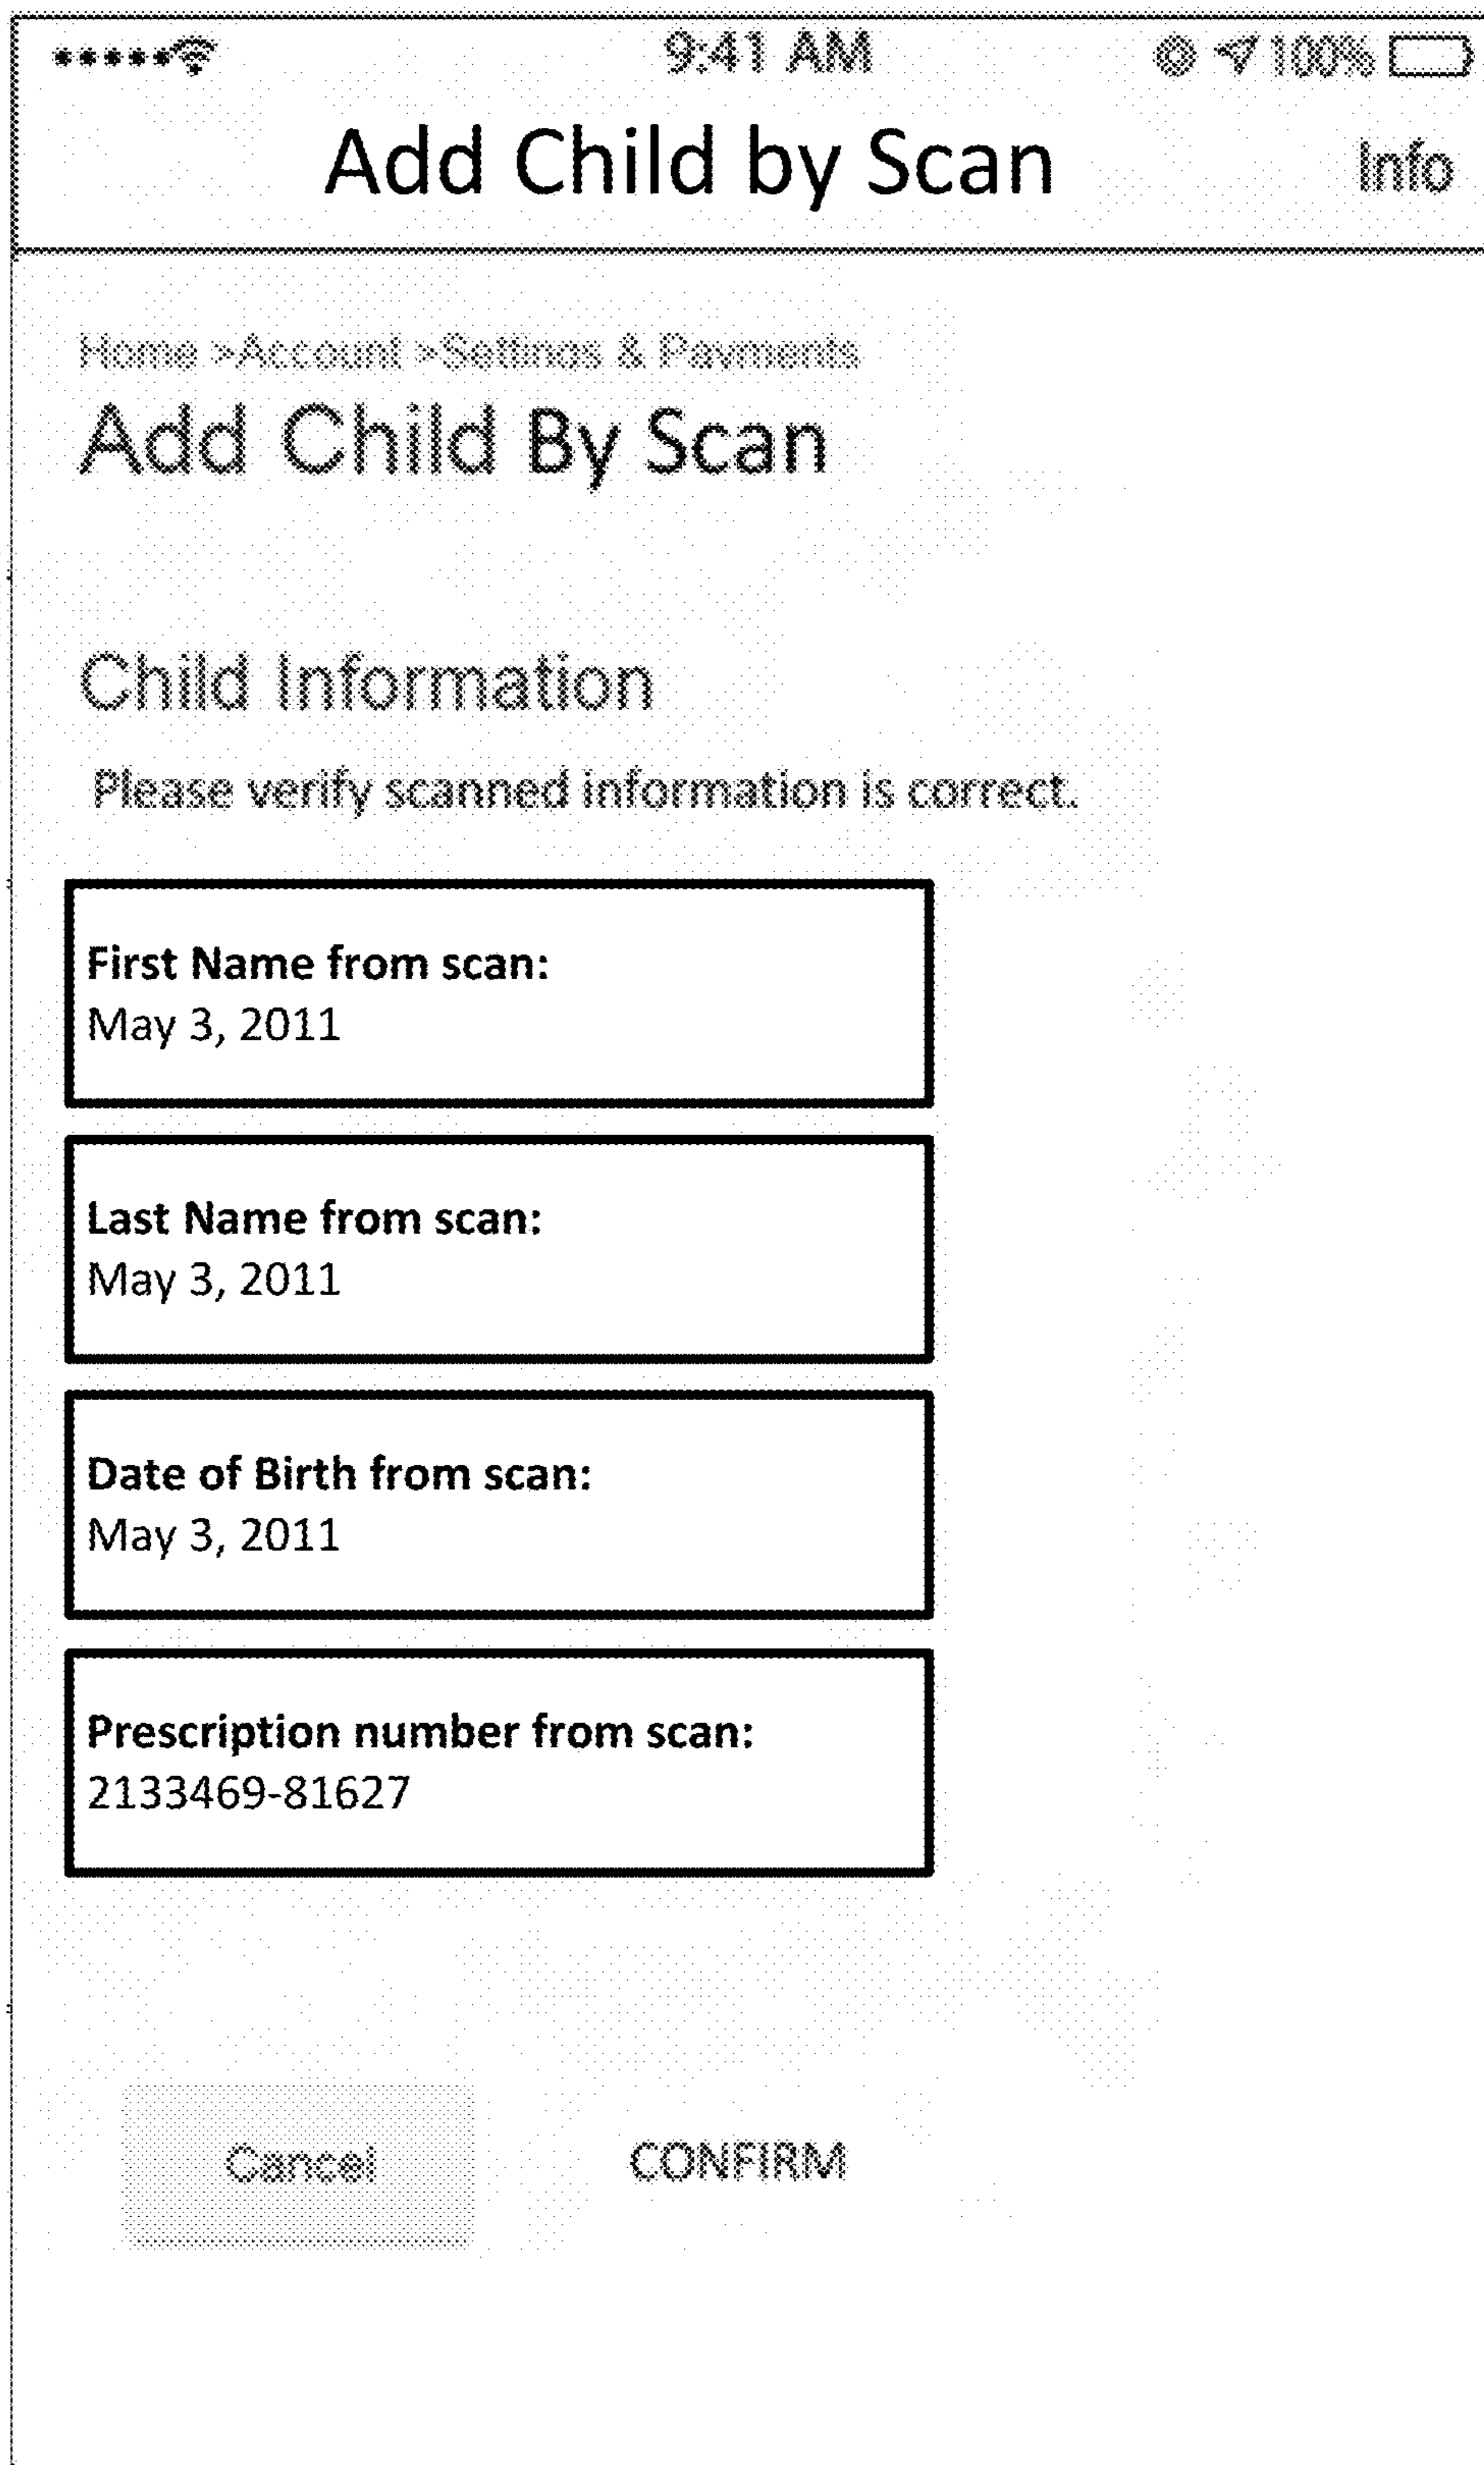 9:41 AM 100%
Add Child by Scan Info
Home >Account >Settings & Payments
Add Child By Scan
Child Information
Please verify scanned information is correct.
First Name from scan:
May 3, 2011
Last Name from scan:
May 3, 2011
Date of Birth from scan:
May 3, 2011
Prescription number from scan:
2133469-81627
Cancel CONFIRM